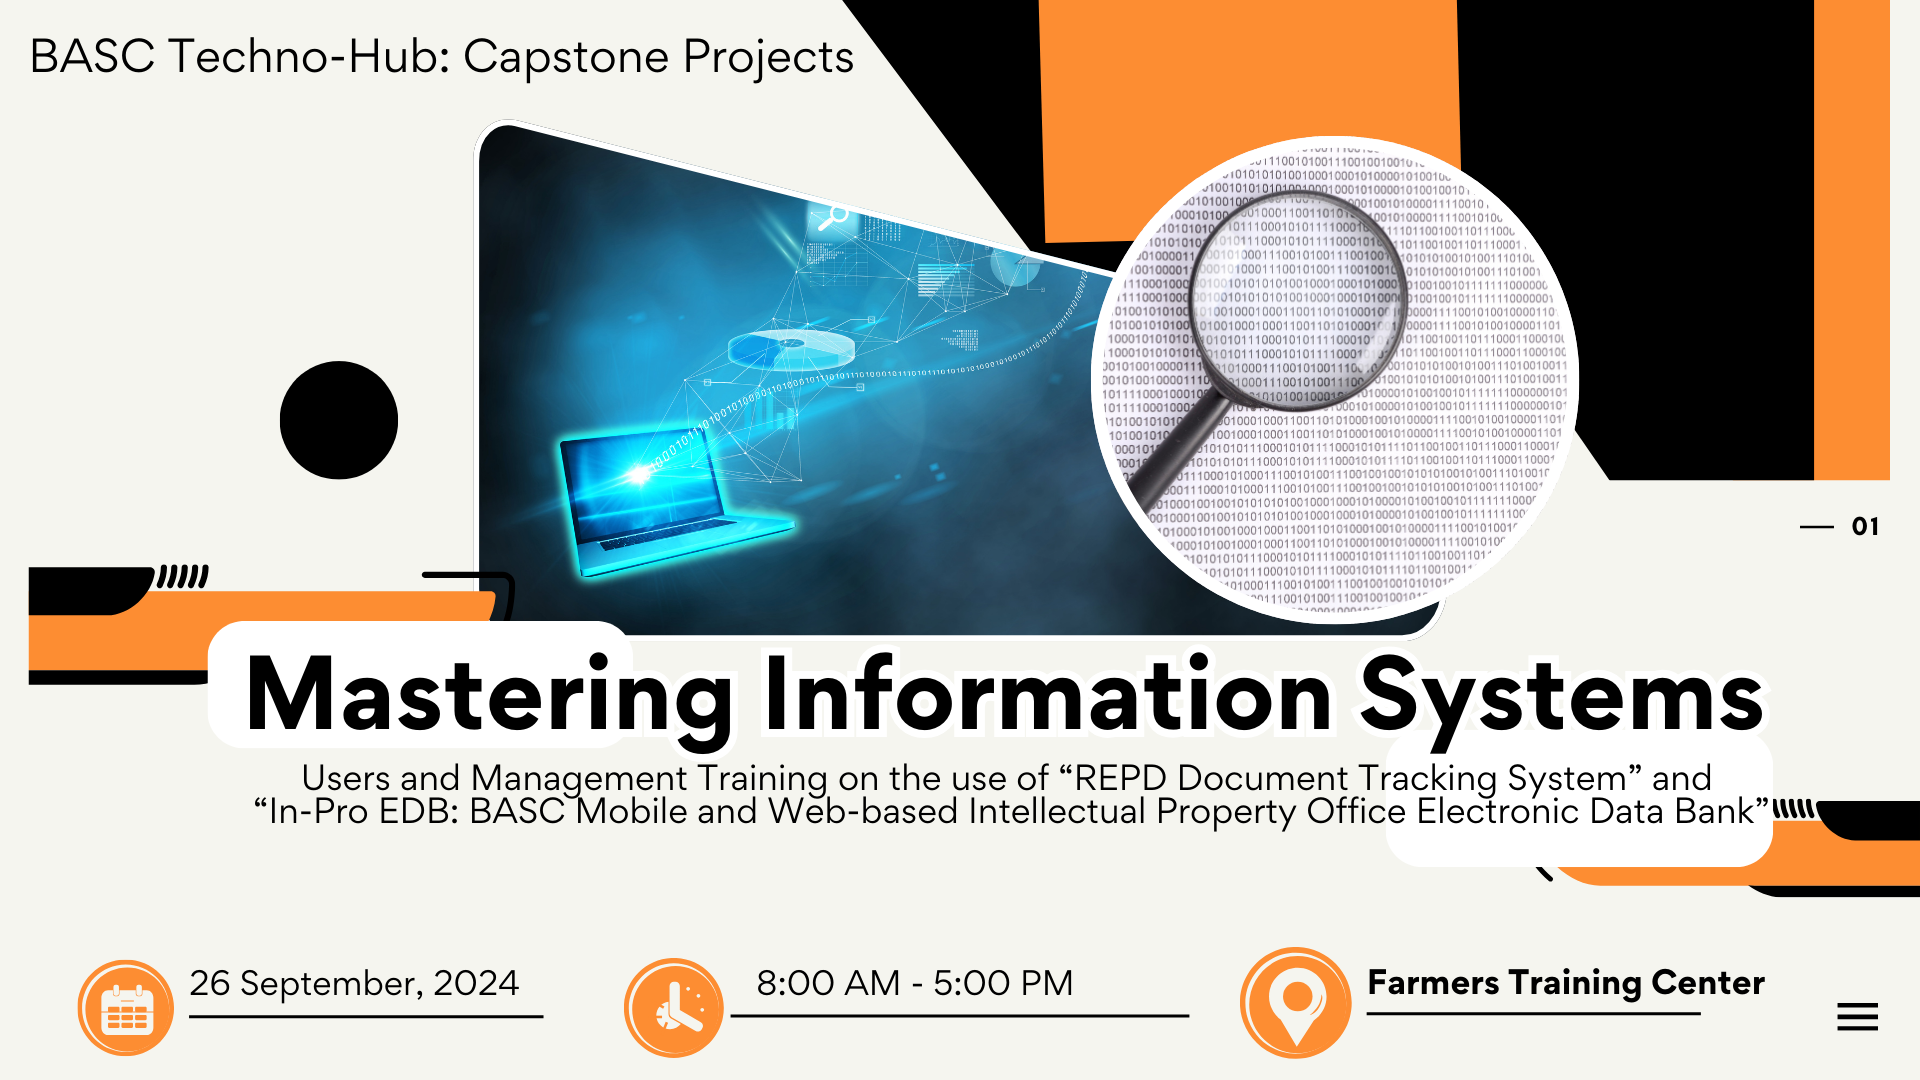 BASC Techno-Hub: Capstone Projects
01
Mastering Information Systems
Users and Management Training on the use of “REPD Document Tracking System” and
“In-Pro EDB: BASC Mobile and Web-based Intellectual Property Office Electronic Data Bank”
26 September, 2024
8:00 AM - 5:00 PM
Farmers Training Center